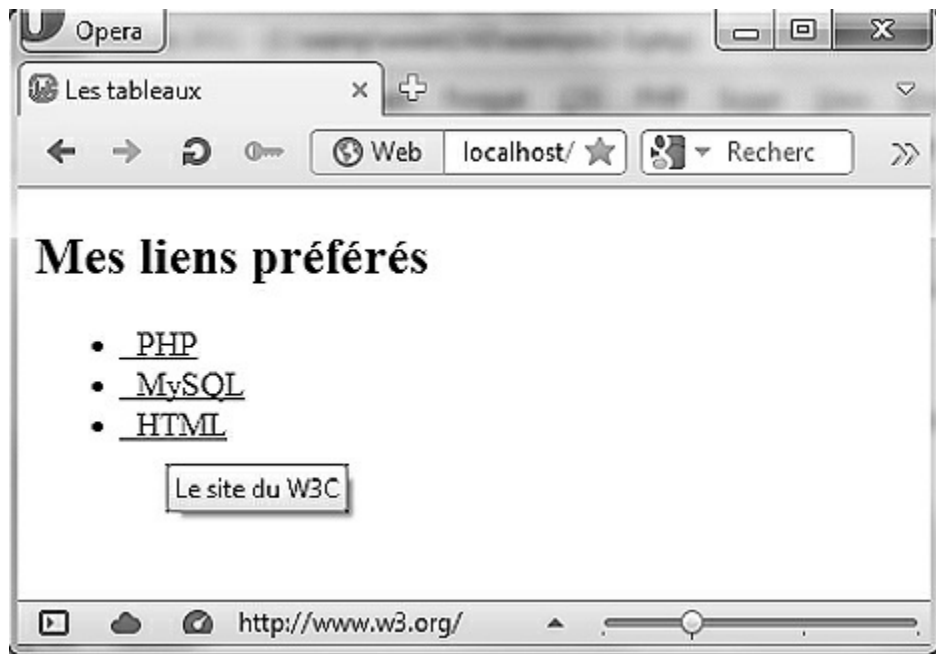 Opera
Les tableaux
Web localhost/ Recherc
Mes liens préférés
PHP
MySQL
HTML
Le site du W3C
http://www.w3.org/